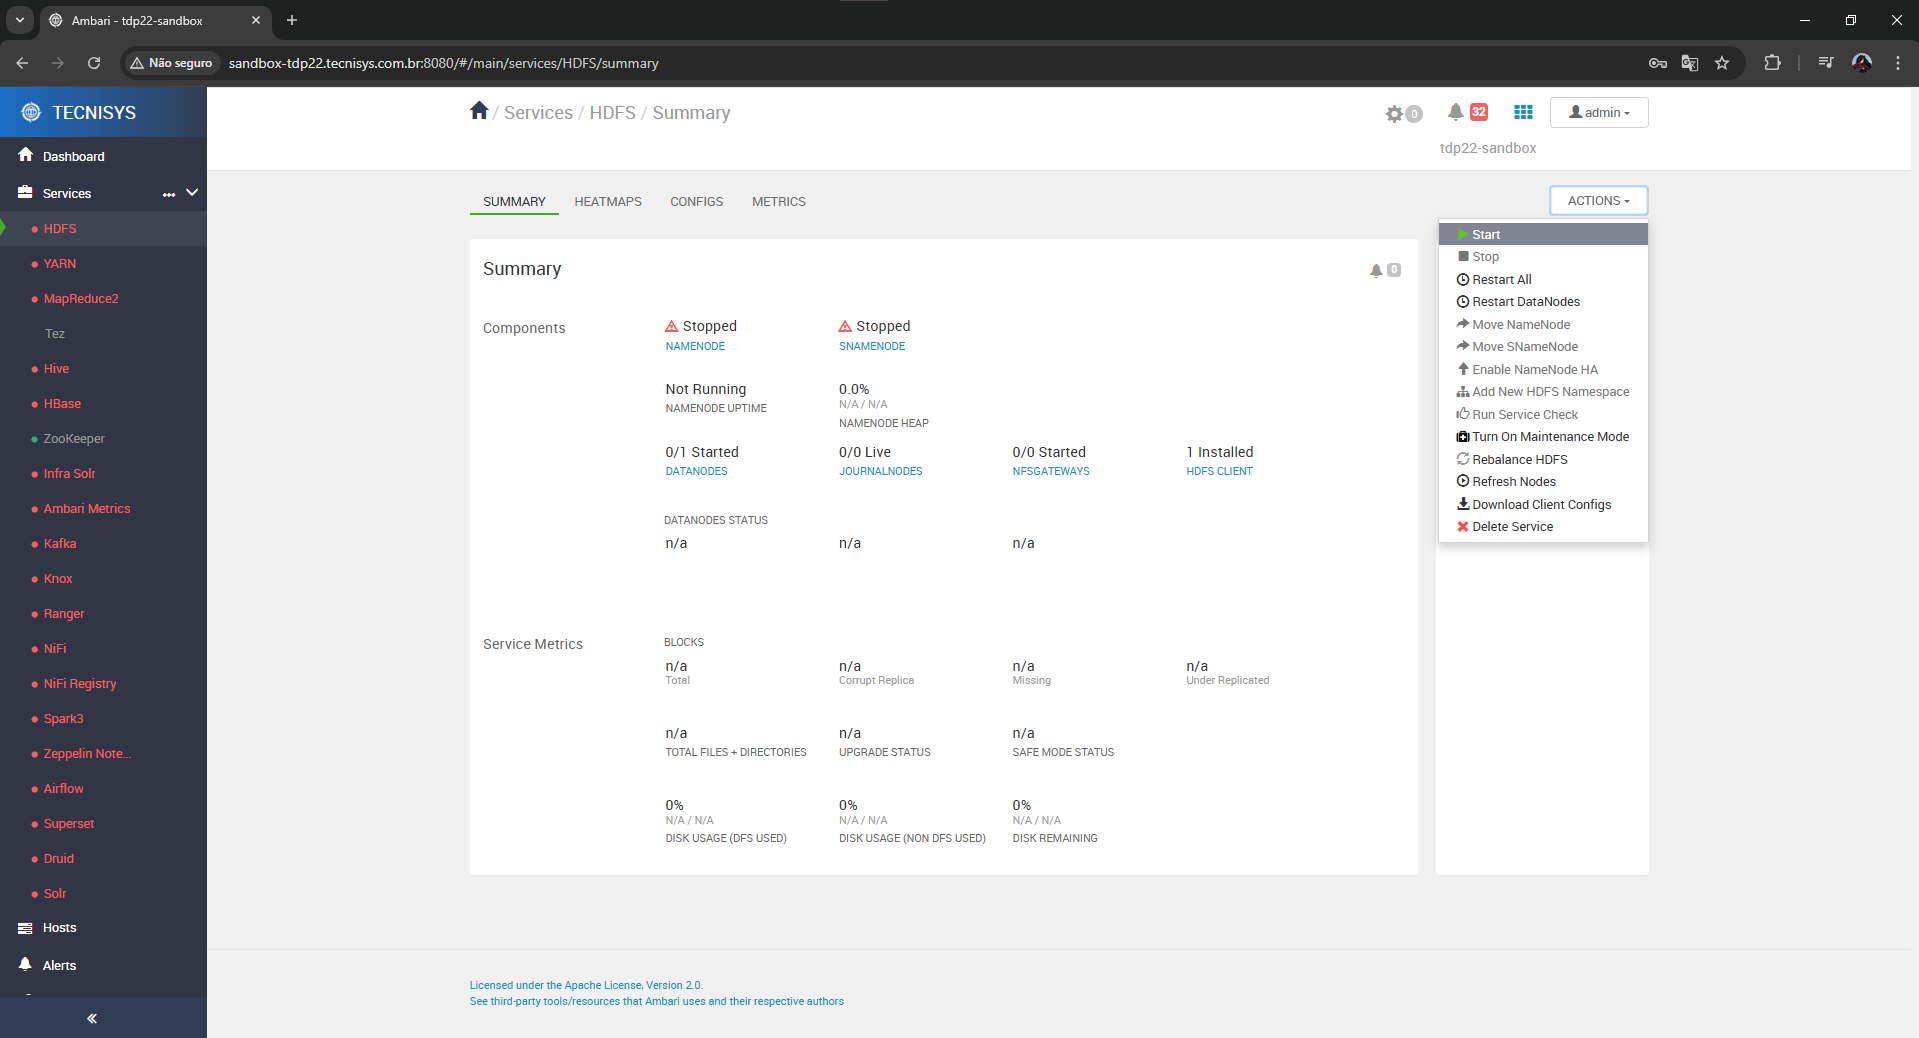 Ambari - tdp22-sandbox
Não seguro
sandbox-tdp22.tecnisys.com.br:8080/#/main/services/HDFS/summary
TECNISYS
Dashboard
Services
HDFS
YARN
MapReduce2
Tez
Hive
HBase
ZooKeeper
Infra Solr
Ambari Metrics
Kafka
Knox
Ranger
NiFi
NiFi Registry
Spark3
Zeppelin Note...
Airflow
Superset
Druid
Solr
Hosts
Alerts
/ Services / HDFS / Summary
0
32
admin
tdp22-sandbox
SUMMARY HEATMAPS CONFIGS METRICS
ACTIONS
Start
Stop
Restart All
Restart DataNodes
Move NameNode
Move SNameNode
Enable NameNode HA
Add New HDFS Namespace
Run Service Check
Turn On Maintenance Mode
Rebalance HDFS
Refresh Nodes
Download Client Configs
Delete Service
Summary
0
Components
Stopped Stopped
NAMENODE SNAMENODE
Not Running 0.0%
N/A / N/A
NAMENODE UPTIME NAMENODE HEAP
0/1 Started 0/0 Live 0/0 Started 1 Installed
DATANODES JOURNALNODES NFSGATEWAYS HDFS CLIENT
DATANODES STATUS
n/a n/a n/a
Service Metrics
BLOCKS
n/a n/a n/a n/a
Total Corrupt Replica Missing Under Replicated
n/a n/a n/a
TOTAL FILES + DIRECTORIES UPGRADE STATUS SAFE MODE STATUS
0% 0% 0%
N/A / N/A N/A / N/A N/A / N/A
DISK USAGE (DFS USED) DISK USAGE (NON DFS USED) DISK REMAINING
Licensed under the Apache License, Version 2.0.
See third-party tools/resources that Ambari uses and their respective authors